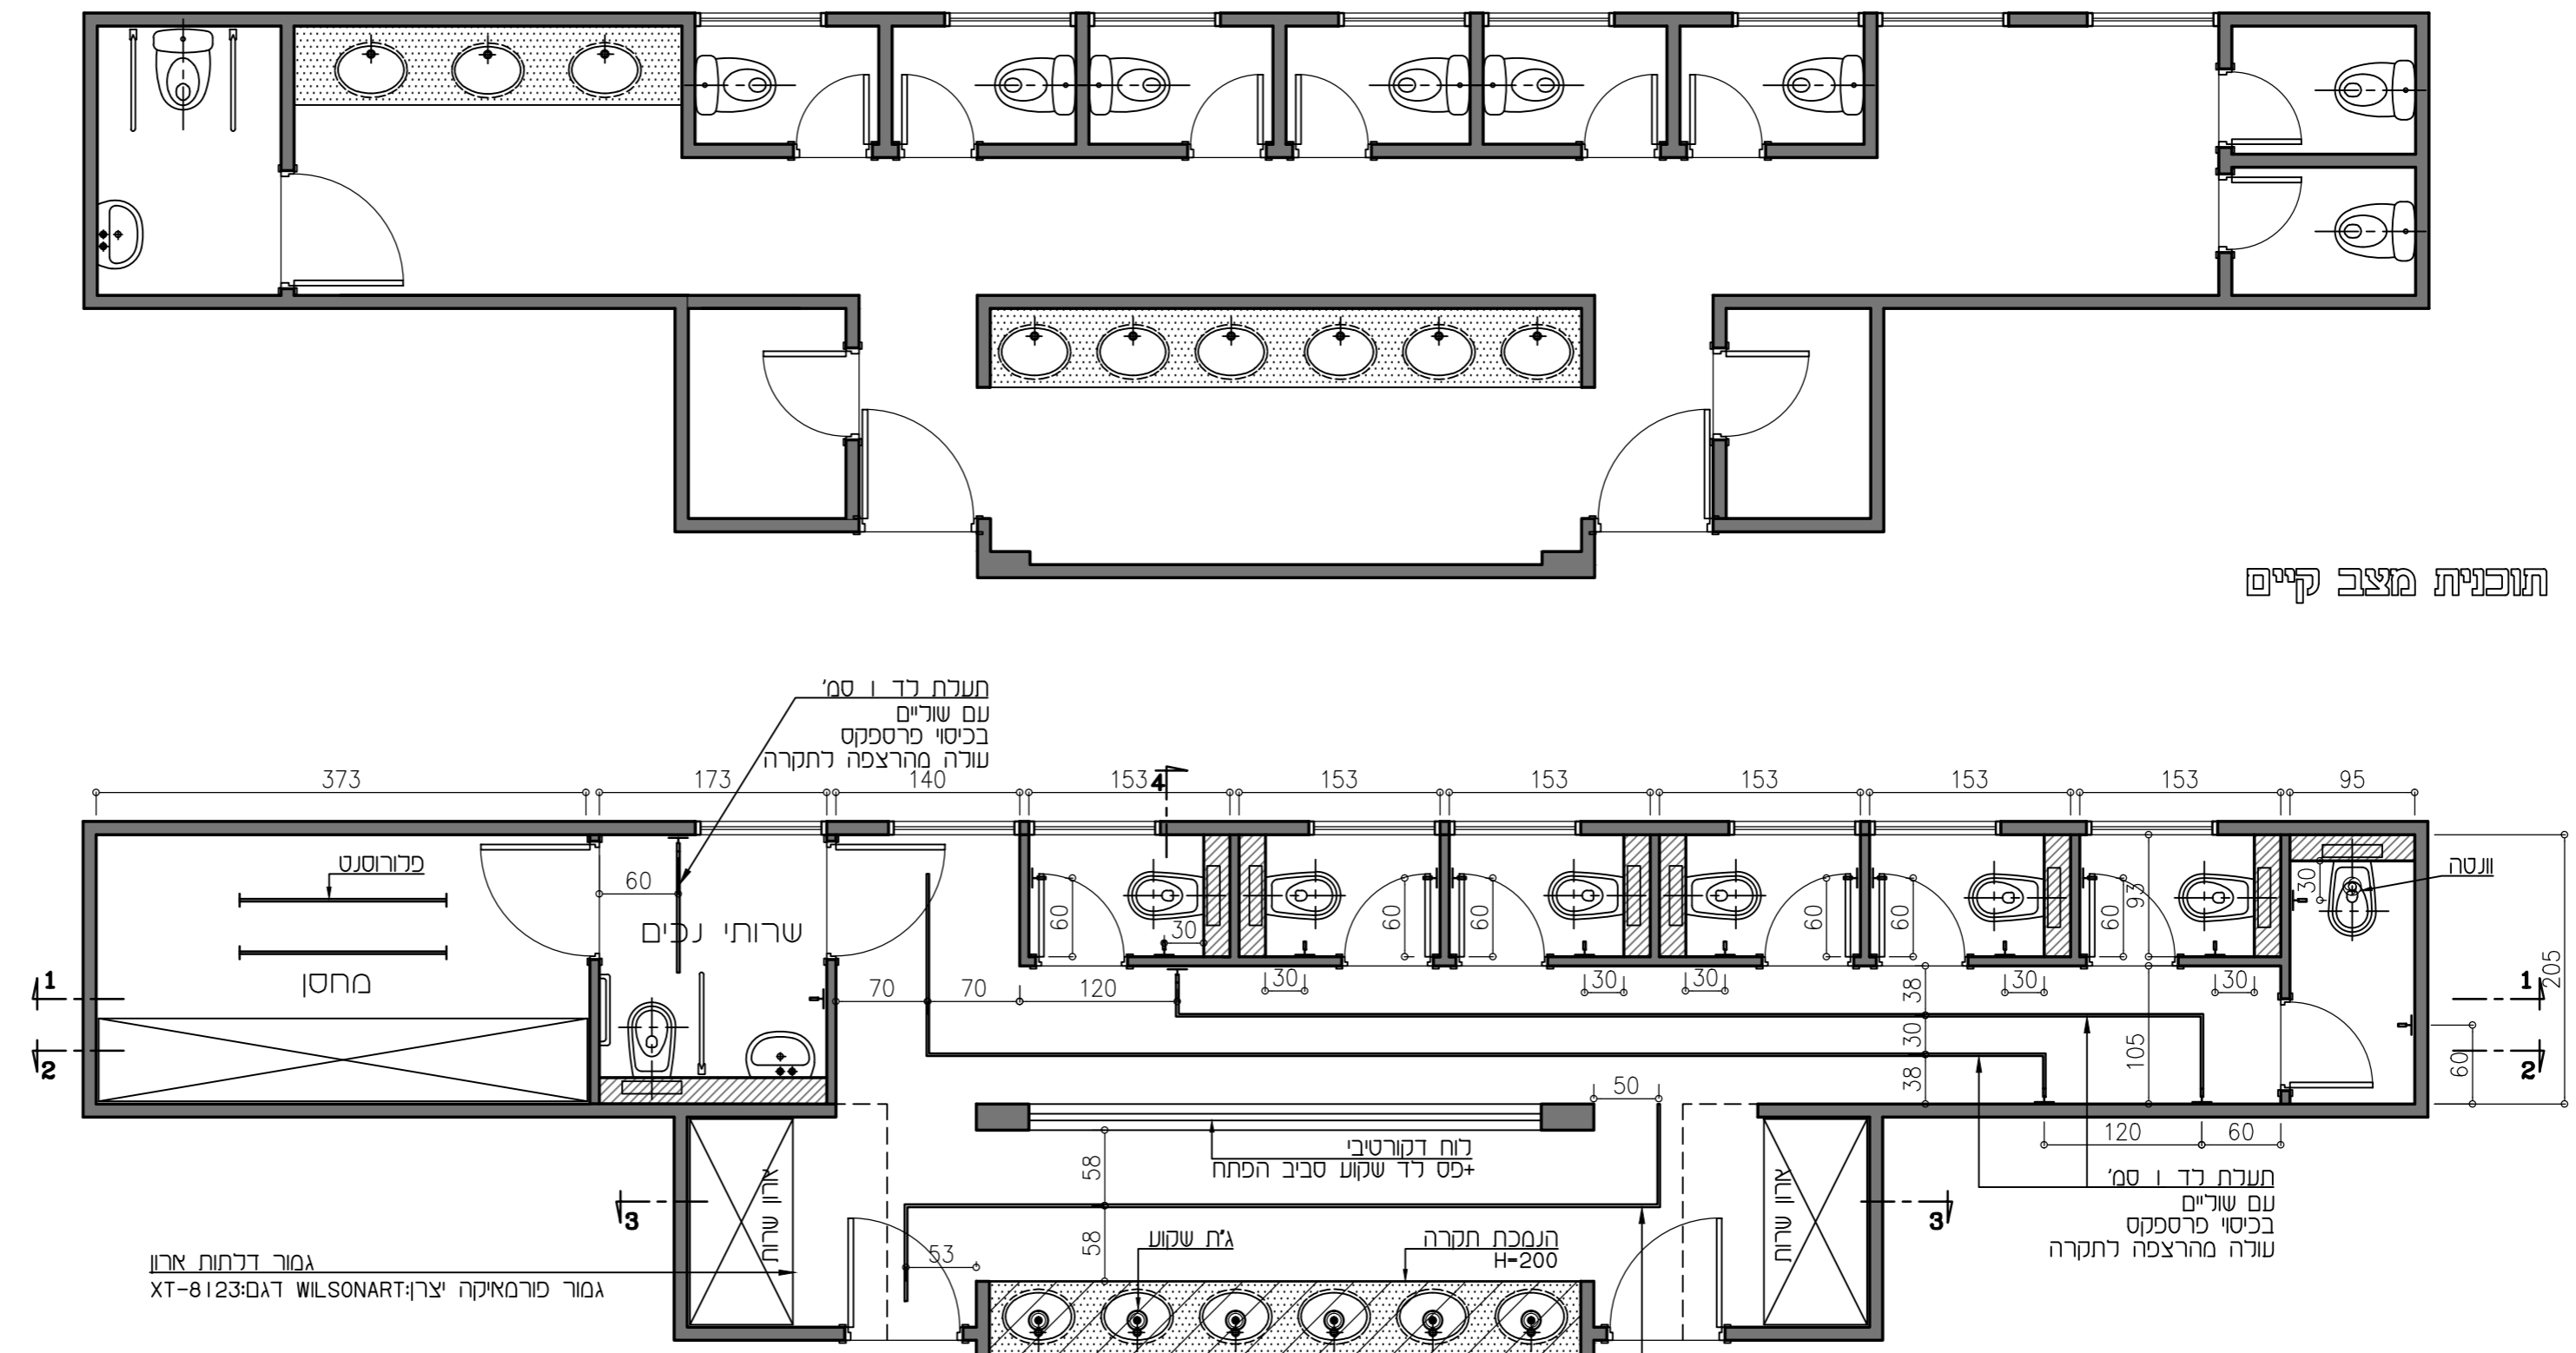 תוכנית מצב קיים
תעלת לד 1 סמ'
עם שוליים
בכיסוי פרספקס
עולה מהרצפה לתקרה
373 173 140 153 153 153 153 153 153 95
4
פלורוסנט
60
שרותי נכים
מחסן
וונטה
60 30 60 60 60 60 60 93 30
30 30 30 30 30
70 70 120
38
30
38
105
205
60
1 1
2 2
50
120 60
לוח דקורטיבי
+פס לד שקוע סביב הפתח
58
58
53
ארון שרות
ארון שרות
3 3
ג'ת שקוע
הנמכת תקרה
H=200
תעלת לד 1 סמ'
עם שוליים
בכיסוי פרספקס
עולה מהרצפה לתקרה
גמור דלתות ארון
גמור פורמאיקה יצרן:WILSONART דגם:XT-8123